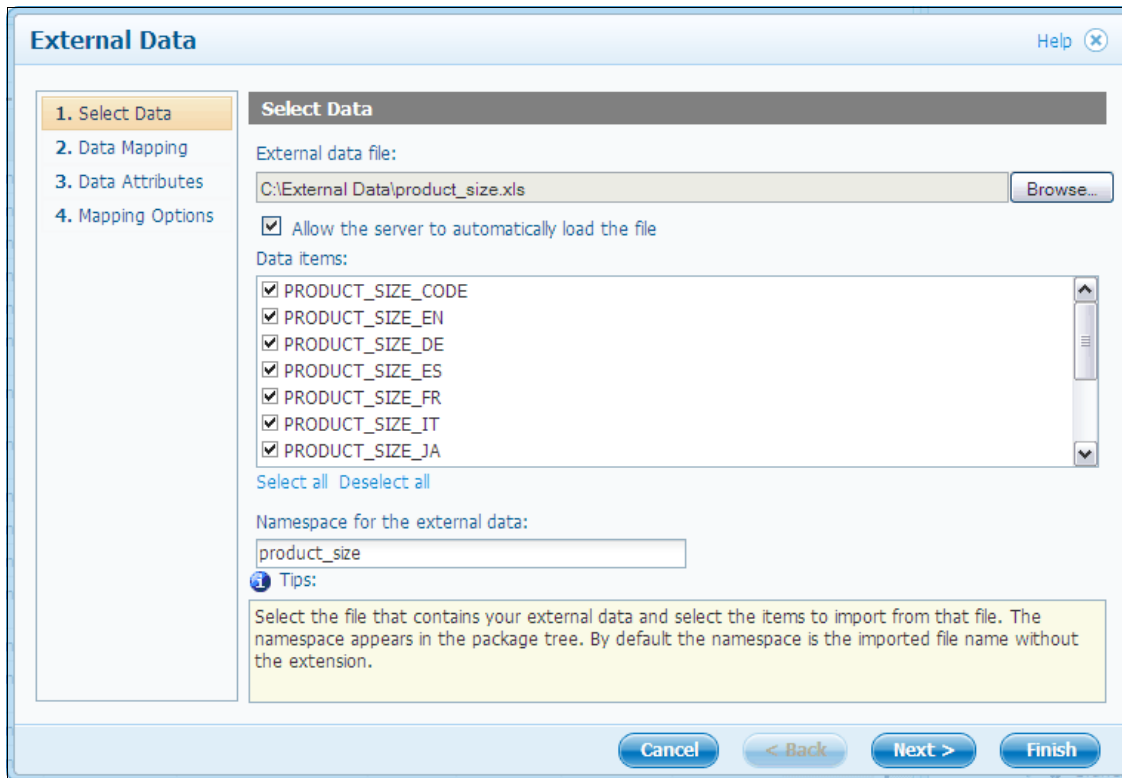 External Data
Help
1. Select Data
2. Data Mapping
3. Data Attributes
4. Mapping Options
Select Data
External data file:
C:\External Data\product_size.xls
Browse...
Allow the server to automatically load the file
Data items:
PRODUCT_SIZE_CODE
PRODUCT_SIZE_EN
PRODUCT_SIZE_DE
PRODUCT_SIZE_ES
PRODUCT_SIZE_FR
PRODUCT_SIZE_IT
PRODUCT_SIZE_JA
Select all Deselect all
Namespace for the external data:
product_size
Tips:
Select the file that contains your external data and select the items to import from that file. The
namespace appears in the package tree. By default the namespace is the imported file name without
the extension.
Cancel
< Back
Next >
Finish